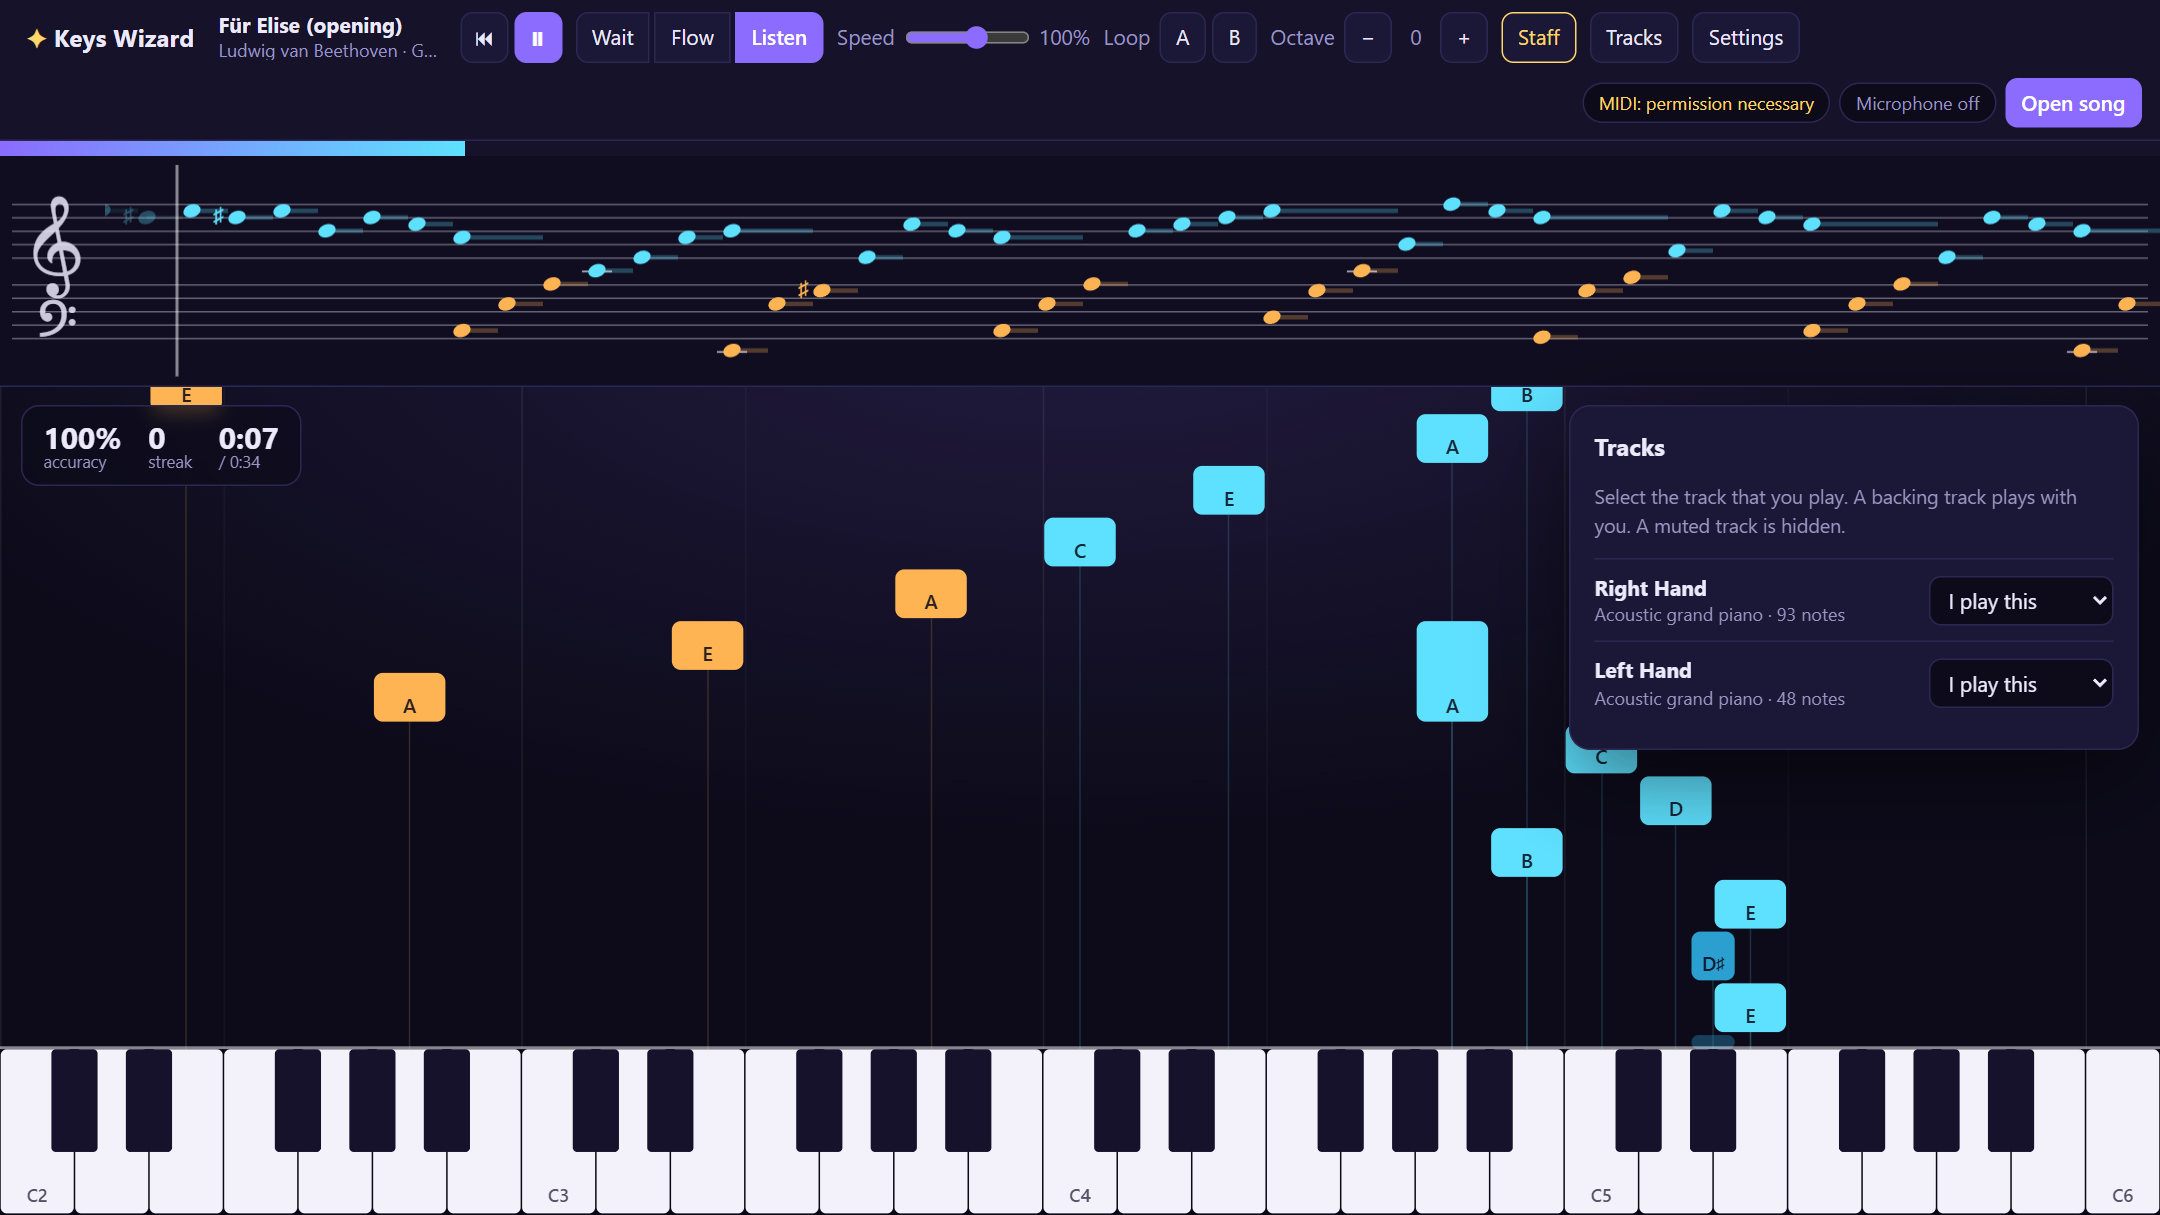 Keys Wizard
Für Elise (opening)
Ludwig van Beethoven · G...
Wait
Flow
Listen
Speed
100%
Loop
A
B
Octave
−
0
+
Staff
Tracks
Settings
MIDI: permission necessary
Microphone off
Open song
E
B
100%
accuracy
0
streak
0:07
/ 0:34
A
E
C
A
E
A
A
C
D
B
E
D♯
E
Tracks
Select the track that you play. A backing track plays with
you. A muted track is hidden.
Right Hand
Acoustic grand piano · 93 notes
I play this
Left Hand
Acoustic grand piano · 48 notes
I play this
C2
C3
C4
C5
C6